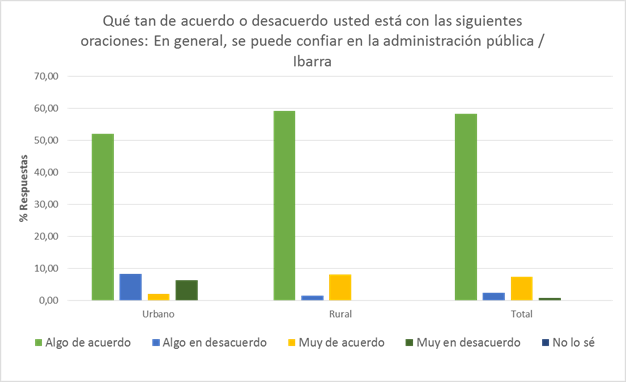 Qué tan de acuerdo o desacuerdo usted está con las siguientes
oraciones: En general, se puede confiar en la administración pública /
Ibarra
70,00
60,00
50,00
40,00
30,00
20,00
10,00
0,00
% Respuestas
Urbano Rural Total
Algo de acuerdo Algo en desacuerdo Muy de acuerdo Muy en desacuerdo No lo sé